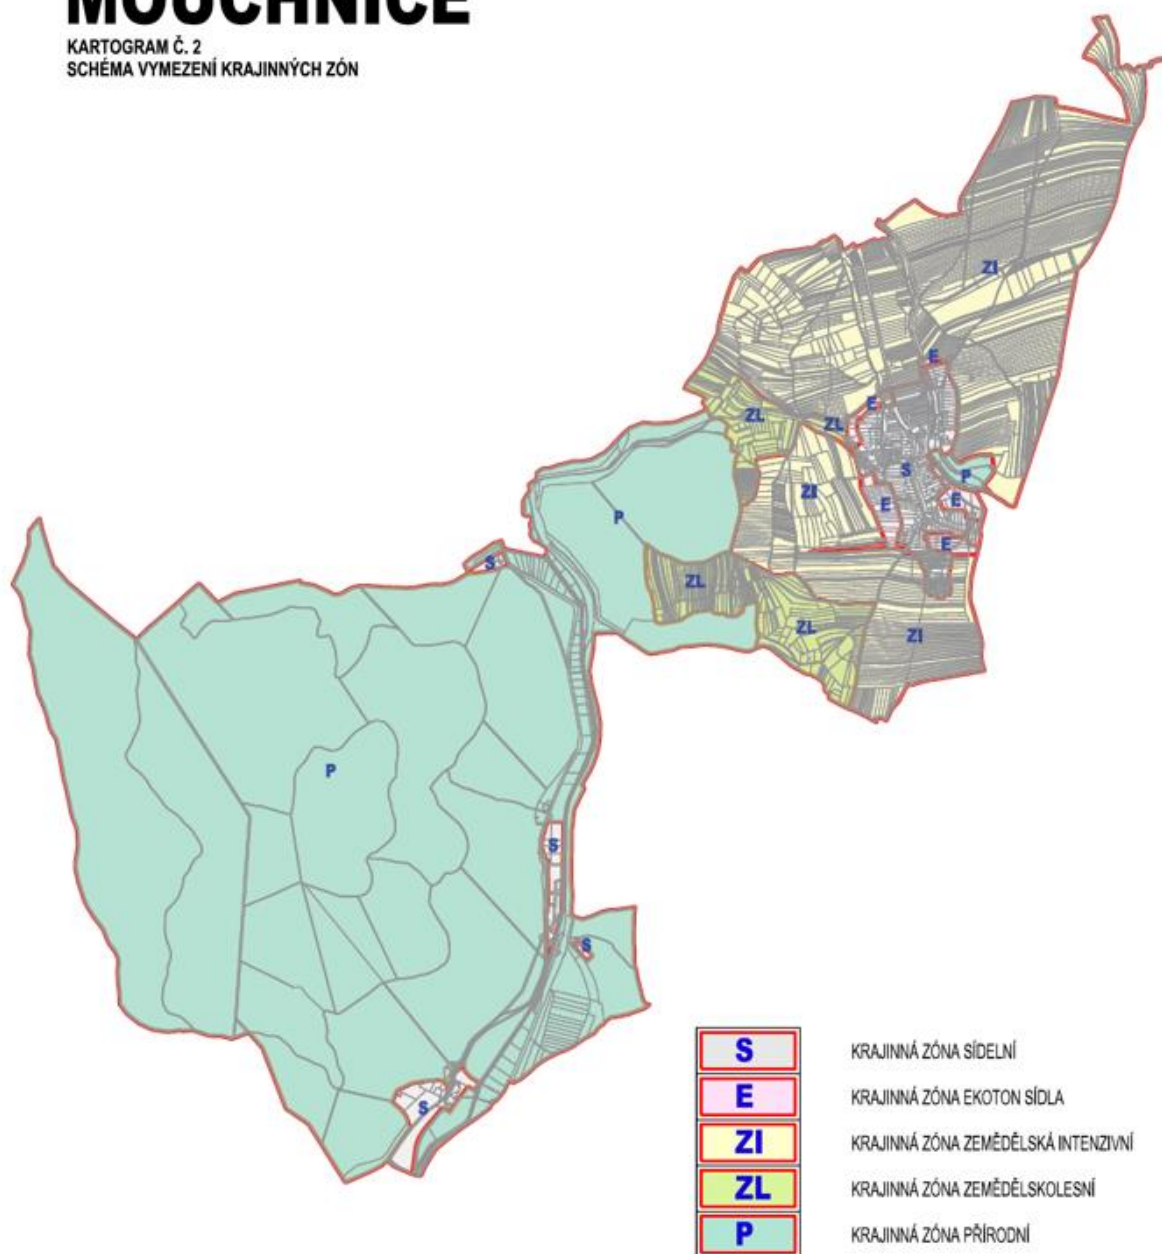 MOUCHNICE
KARTOGRAM Č. 2
SCHÉMA VYMEZENÍ KRAJINNÝCH ZÓN
ZI
E
E
ZL
ZL
S
P
ZI
E
E
P
E
S
ZL
ZL
ZI
P
S
S
S
S KRAJINNÁ ZÓNA SÍDELNÍ
E KRAJINNÁ ZÓNA EKOTON SÍDLA
ZI KRAJINNÁ ZÓNA ZEMĚDĚLSKÁ INTENZIVNÍ
ZL KRAJINNÁ ZÓNA ZEMĚDĚLSKOLESNÍ
P KRAJINNÁ ZÓNA PŘÍRODNÍ